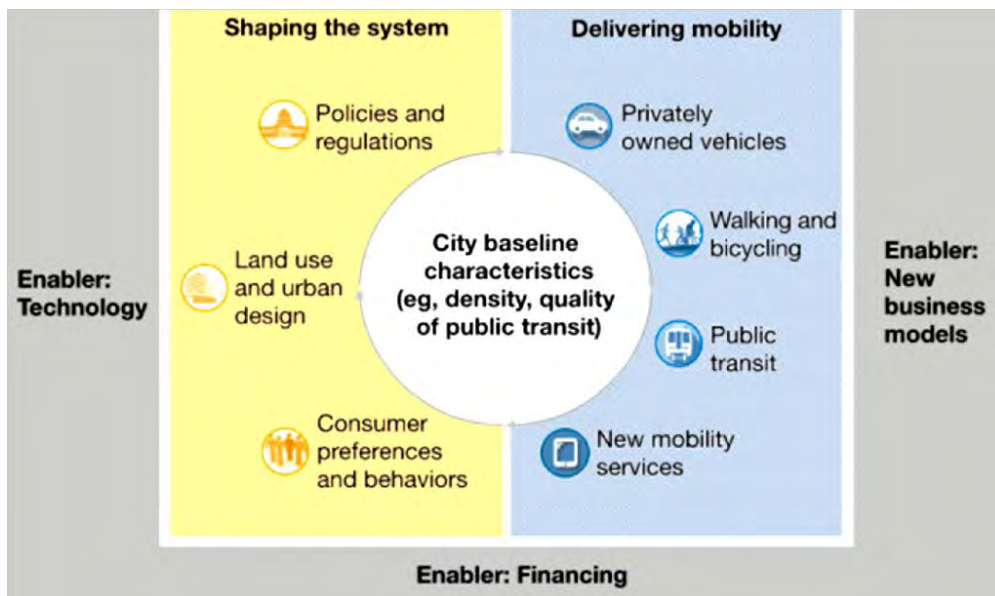 Shaping the system
Delivering mobility
Policies and
regulations
Privately
owned vehicles
Walking and
bicycling
City baseline
characteristics
(eg, density, quality
of public transit)
Land use
and urban
design
Enabler:
Technology
Enabler:
New
business
models
Public
transit
Consumer
preferences
and behaviors
New mobility
services
Enabler: Financing